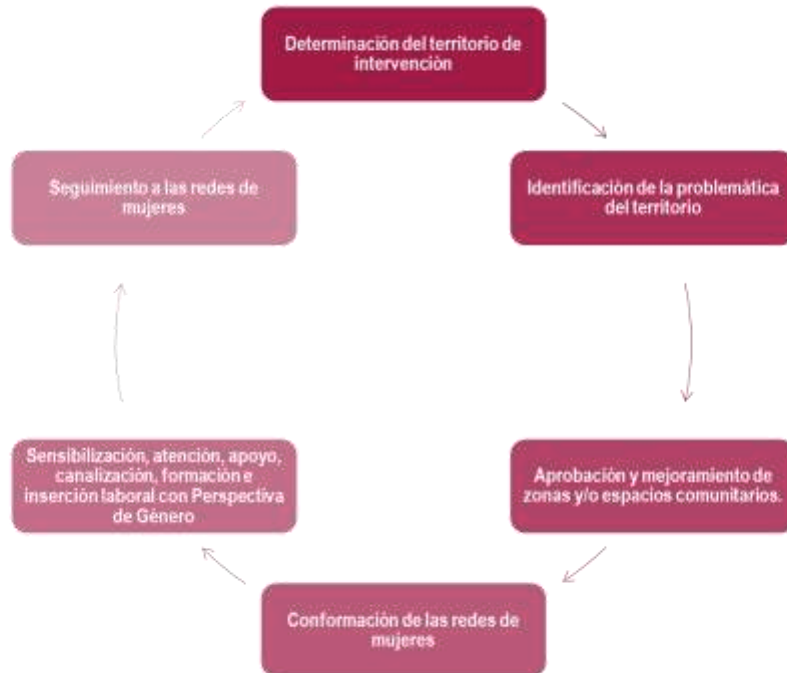 Determinación del territorio de
intervención
Identificación de la problemática
del territorio
Aprobación y mejoramiento de
zonas y/o espacios comunitarios.
Conformación de las redes de
mujeres
Sensibilización, atención, apoyo,
canalización, formación e
inserción laboral con Perspectiva
de Género
Seguimiento a las redes de
mujeres